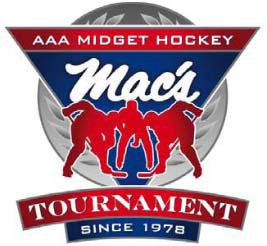 AAA MIDGET HOCKEY
Mac's
TOURNAMENT
SINCE 1978